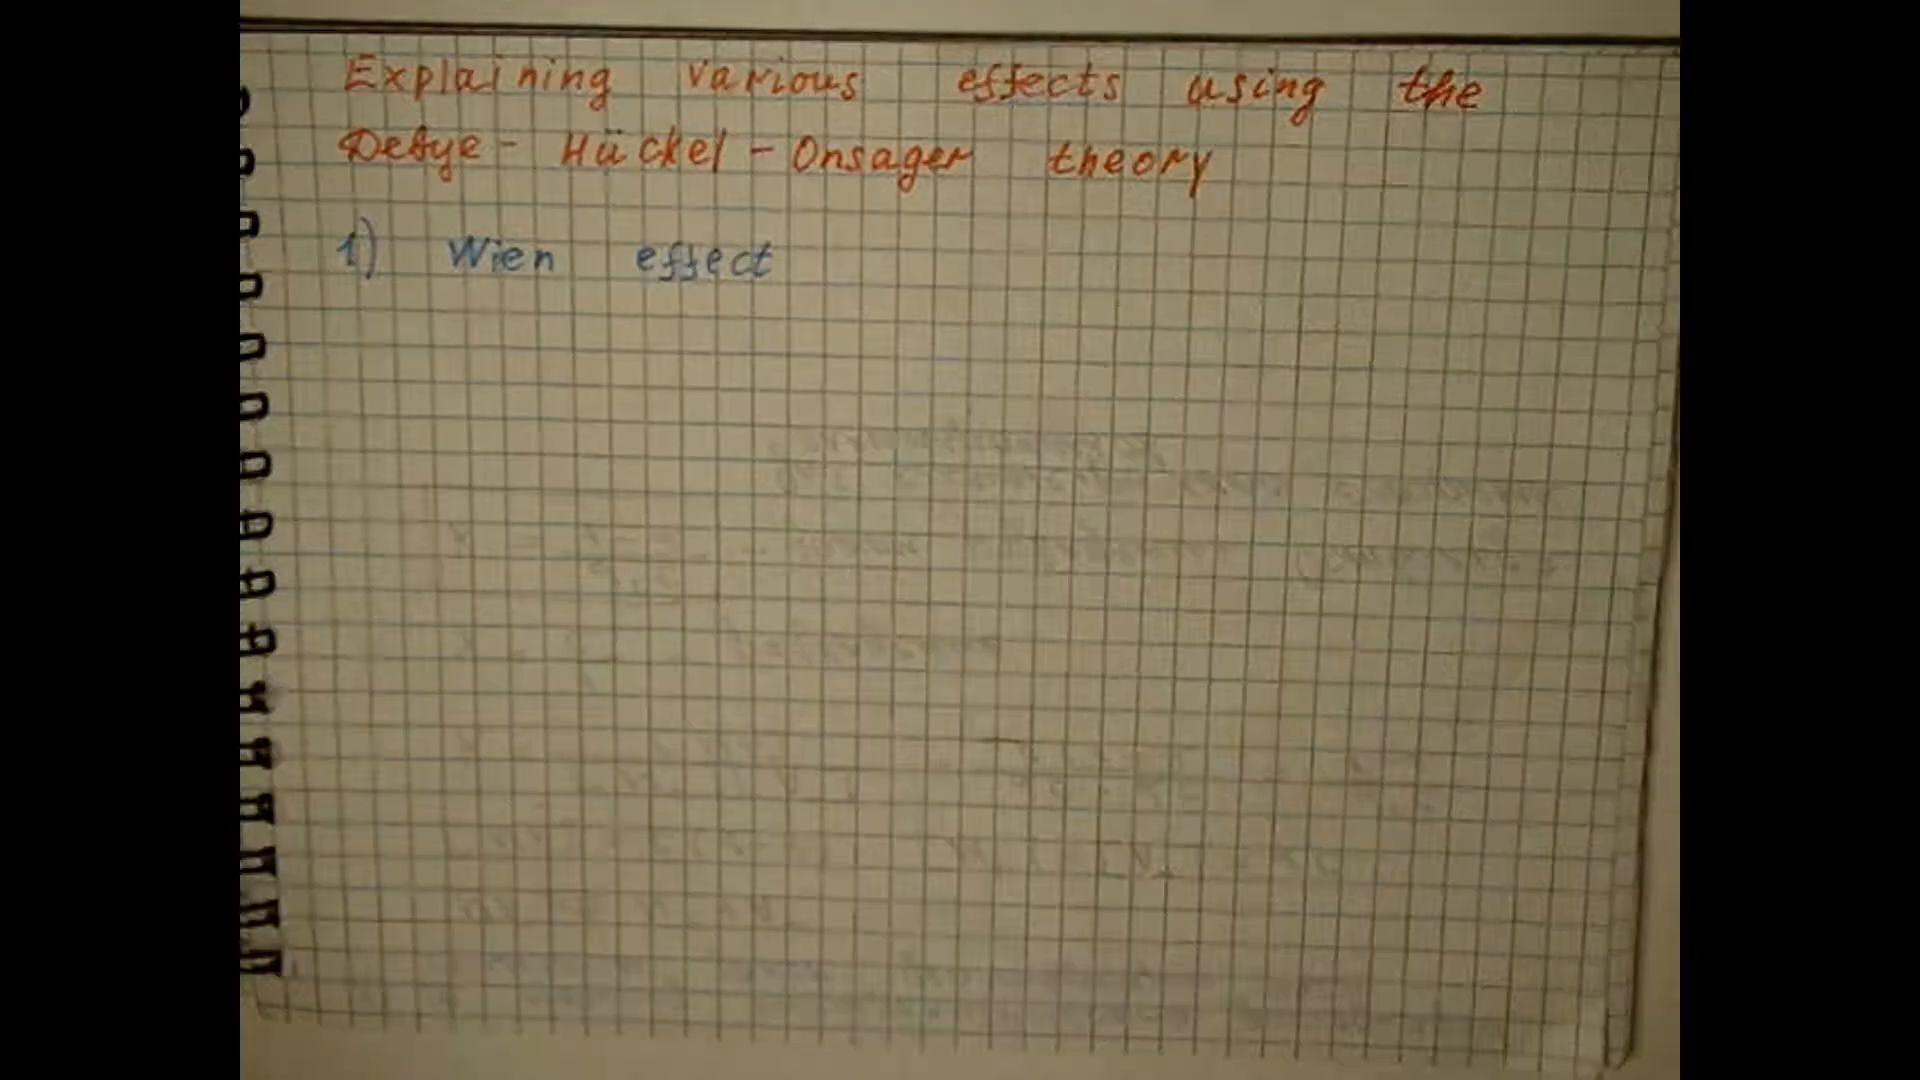 Explaining various effects using the
Debye - Hückel - Onsager theory
1) Wien effect